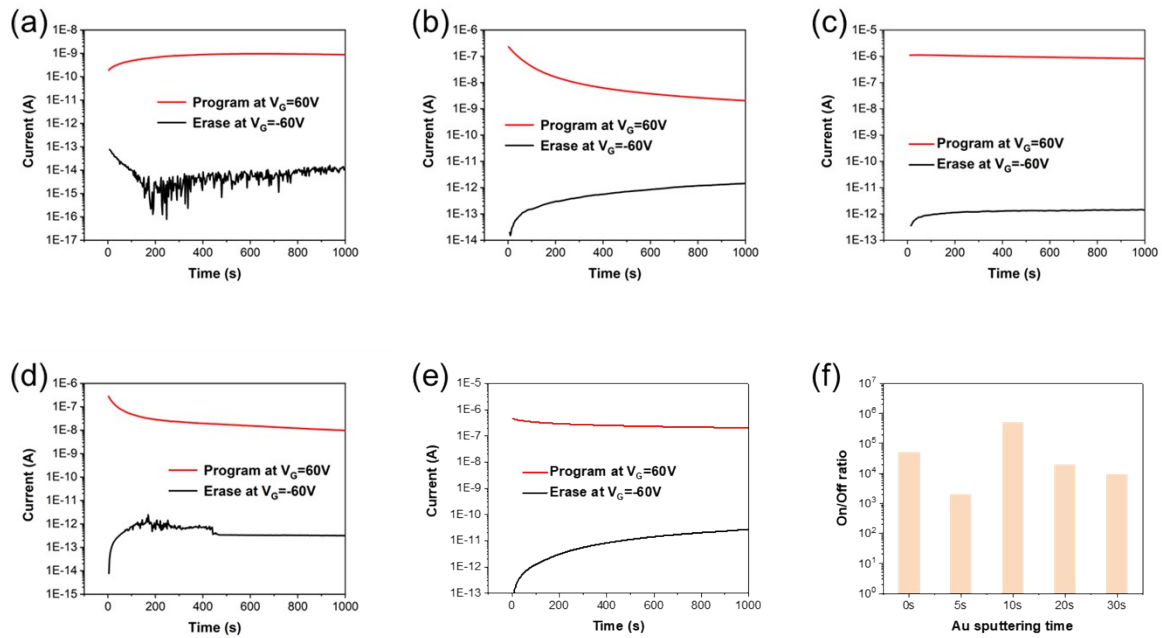 (a)
1E-8
1E-9
1E-10
1E-11
1E-12
1E-13
1E-14
1E-15
1E-16
1E-17
Current (A)
Program at VG=60V
Erase at VG=-60V
0 200 400 600 800 1000
Time (s)
(b)
1E-6
1E-7
1E-8
1E-9
1E-10
1E-11
1E-12
1E-13
1E-14
Current (A)
Program at VG=60V
Erase at VG=-60V
0 200 400 600 800 1000
Time (s)
(c)
1E-5
1E-6
1E-7
1E-8
1E-9
1E-10
1E-11
1E-12
1E-13
Current (A)
Program at VG=60V
Erase at VG=-60V
0 200 400 600 800 1000
Time (s)
(d)
1E-6
1E-7
1E-8
1E-9
1E-10
1E-11
1E-12
1E-13
1E-14
1E-15
Current (A)
Program at VG=60V
Erase at VG=-60V
0 200 400 600 800 1000
Time (s)
(e)
1E-5
1E-6
1E-7
1E-8
1E-9
1E-10
1E-11
1E-12
1E-13
Current (A)
Program at VG=60V
Erase at VG=-60V
0 200 400 600 800 1000
Time (s)
(f)
10⁷
10⁶
10⁵
10⁴
10³
10²
10¹
10⁰
On/Off ratio
0s 5s 10s 20s 30s
Au sputtering time